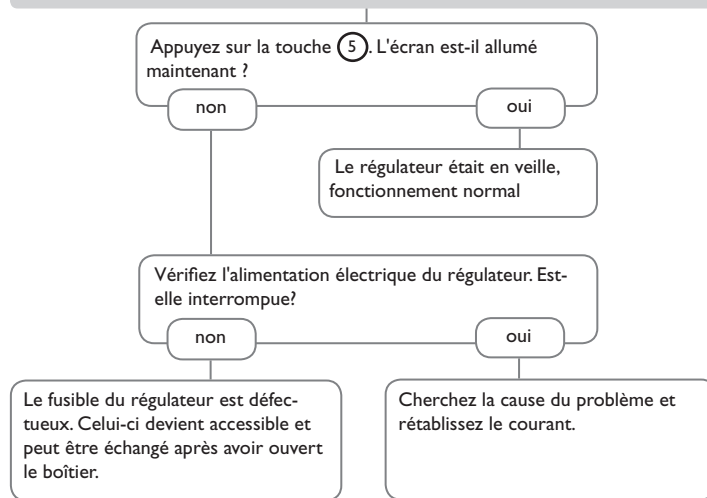 Appuyez sur la touche 5. L'écran est-il allumé
maintenant ?
non
oui
Le régulateur était en veille,
fonctionnement normal
Vérifiez l'alimentation électrique du régulateur. Est-
elle interrompue?
non
oui
Le fusible du régulateur est défec-
tueux. Celui-ci devient accessible et
peut être échangé après avoir ouvert
le boîtier.
Cherchez la cause du problème et
rétablissez le courant.